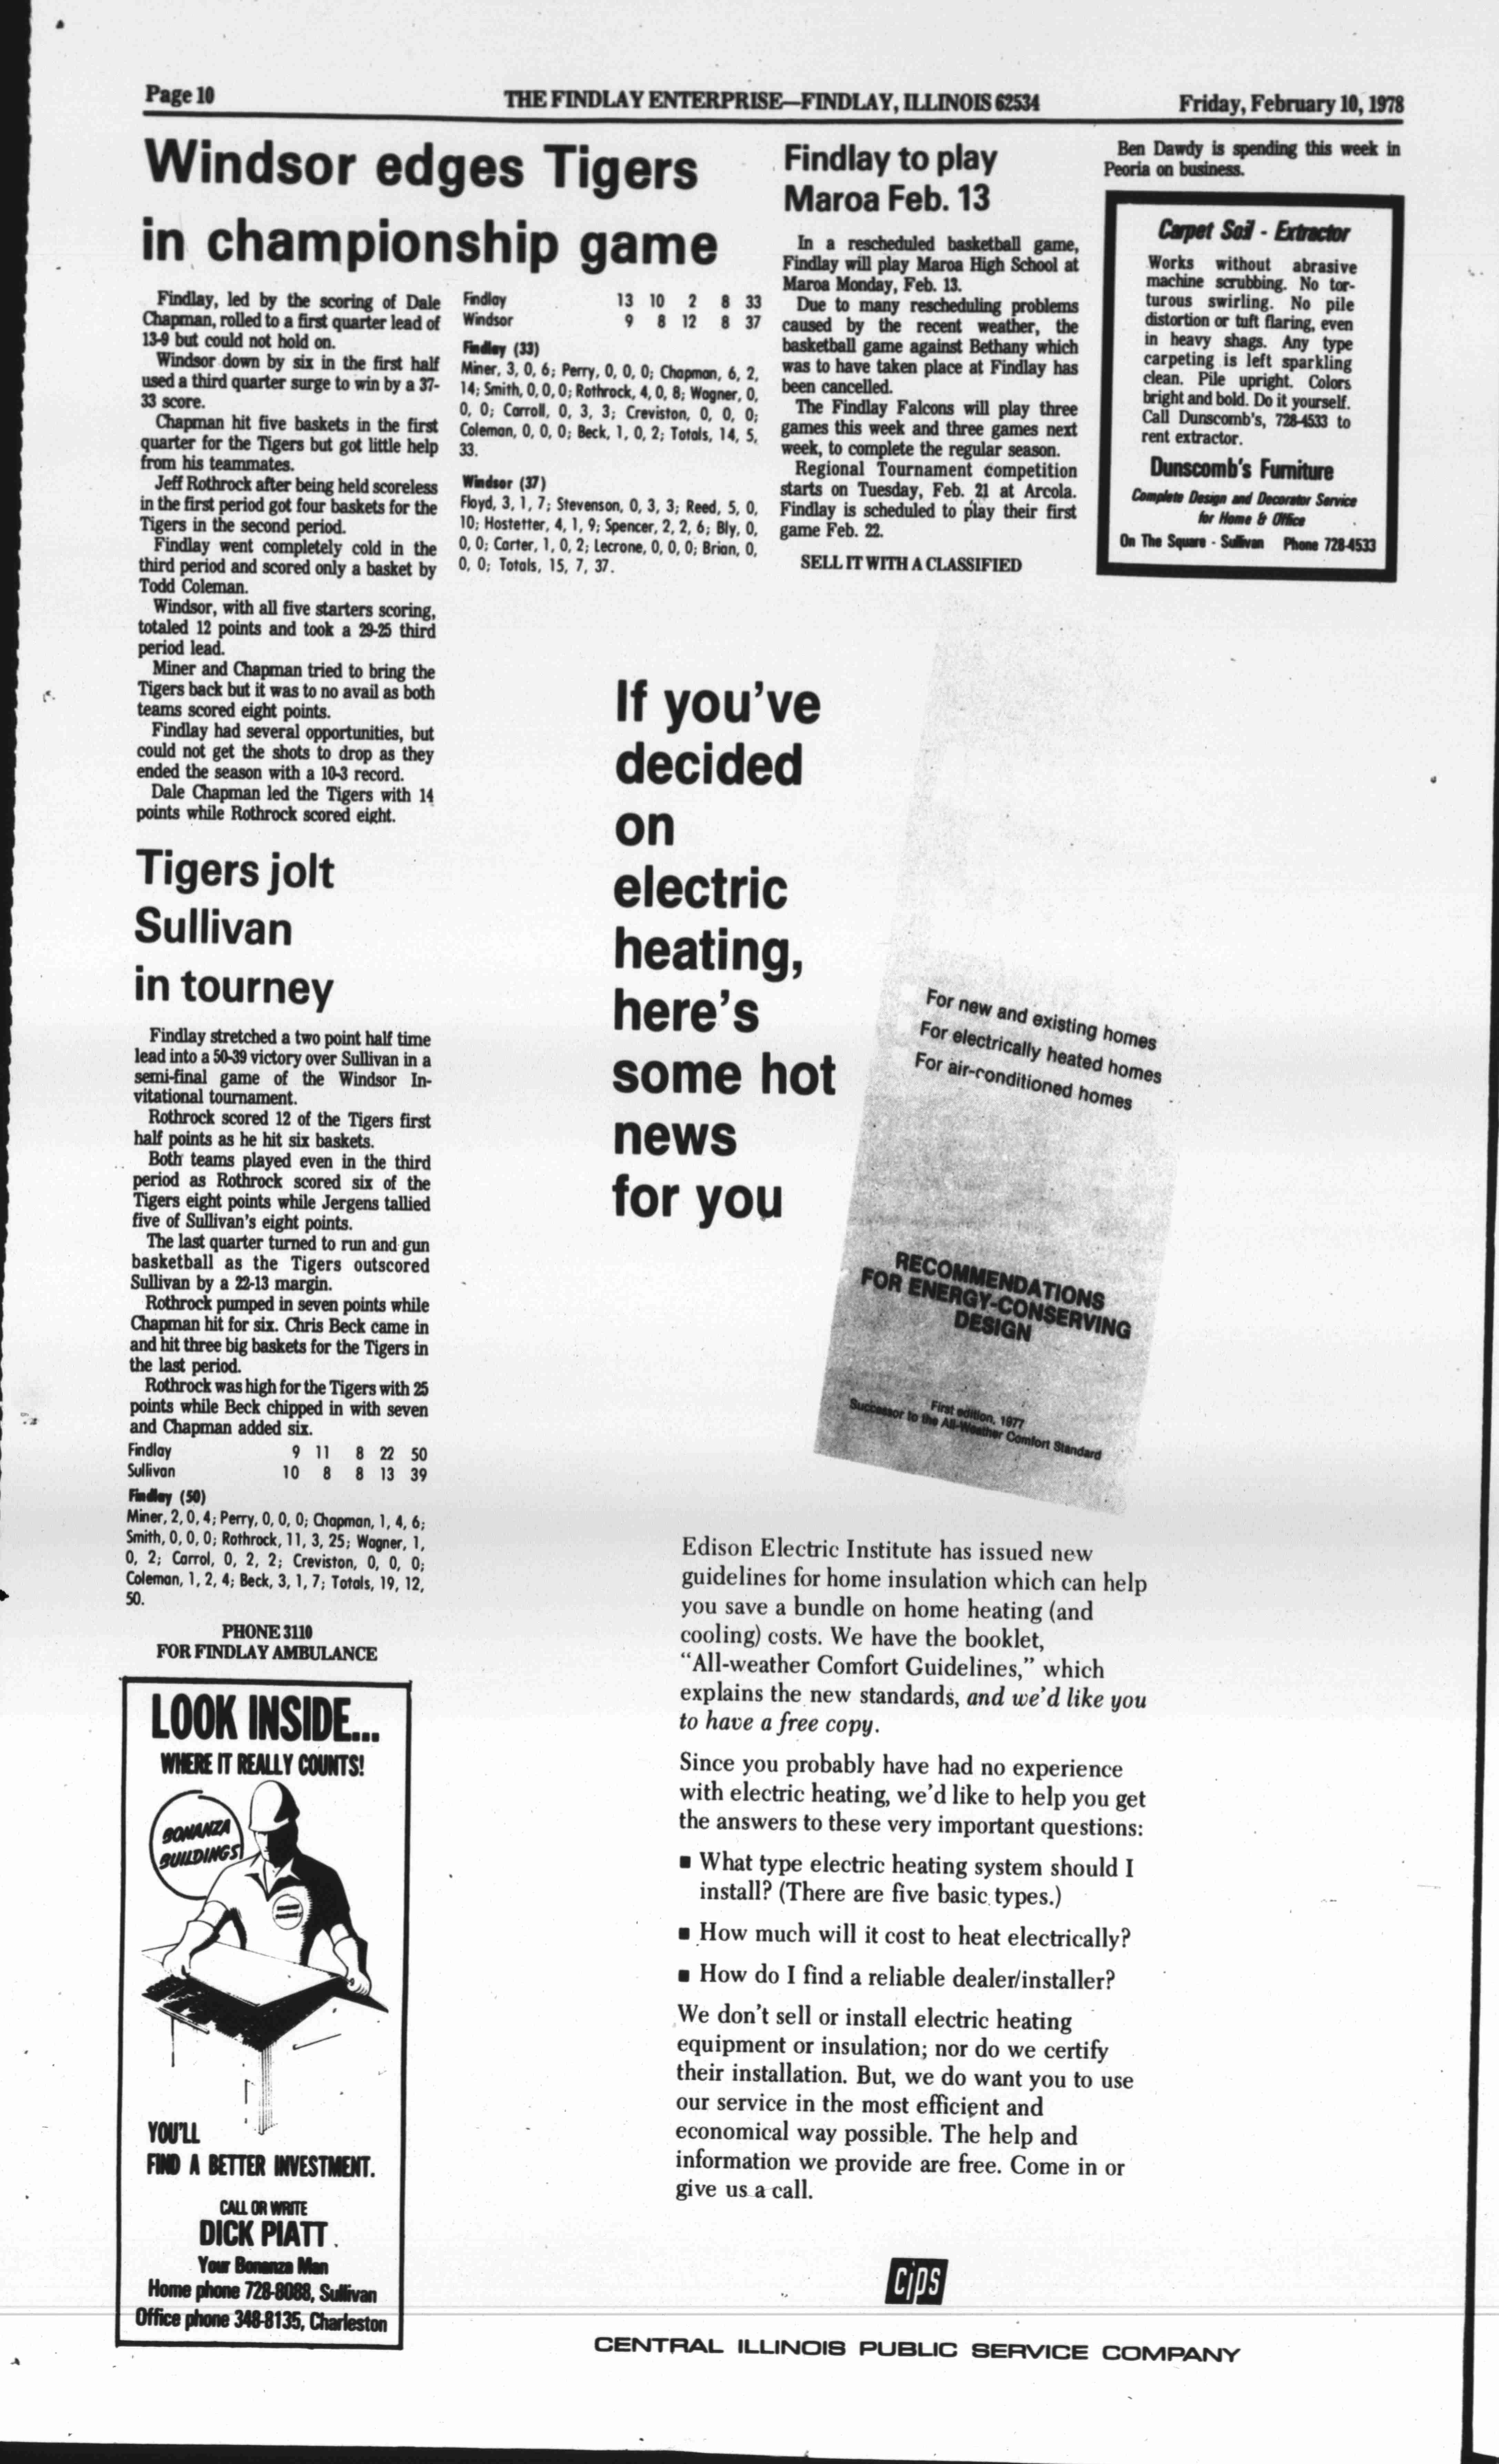 Page 10
THE FINDLAY ENTERPRISE—FINDLAY, ILLINOIS 62534
Friday, February 10, 1978
Windsor edges Tigers
in championship game
Findlay, led by the scoring of Dale
Chapman, rolled to a first quarter lead of
13-9 but could not hold on.
Windsor down by six in the first half
used a third quarter surge to win by a 37-
33 score.
Chapman hit five baskets in the first
quarter for the Tigers but got little help
from his teammates.
Jeff Rothrock after being held scoreless
in the first period got four baskets for the
Tigers in the second period.
Findlay went completely cold in the
third period and scored only a basket by
Todd Coleman.
Windsor, with all five starters scoring,
totaled 12 points and took a 29-25 third
period lead.
Miner and Chapman tried to bring the
Tigers back but it was to no avail as both
teams scored eight points.
Findlay had several opportunities, but
could not get the shots to drop as they
ended the season with a 10-3 record.
Dale Chapman led the Tigers with 14
points while Rothrock scored eight.
Findlay 13 10 2 8 33
Windsor 9 8 12 8 37
Findlay (33)
Miner, 3, 0, 6; Perry, 0, 0, 0; Chapman, 6, 2,
14; Smith, 0, 0, 0; Rothrock, 4, 0, 8; Wagner, 0,
0, 0; Carroll, 0, 3, 3; Creviston, 0, 0, 0;
Coleman, 0, 0, 0; Beck, 1, 0, 2; Totals, 14, 5,
33.
Windsor (37)
Floyd, 3, 1, 7; Stevenson, 0, 3, 3; Reed, 5, 0,
10; Hostetter, 4, 1, 9; Spencer, 2, 2, 6; Bly, 0,
0, 0; Carter, 1, 0, 2; Lecrone, 0, 0, 0; Brian, 0,
0, 0; Totals, 15, 7, 37.
Tigers jolt
Sullivan
in tourney
Findlay stretched a two point half time
lead into a 50-39 victory over Sullivan in a
semi-final game of the Windsor In-
vitational tournament.
Rothrock scored 12 of the Tigers first
half points as he hit six baskets.
Both teams played even in the third
period as Rothrock scored six of the
Tigers eight points while Jergens tallied
five of Sullivan's eight points.
The last quarter turned to run and gun
basketball as the Tigers outscored
Sullivan by a 22-13 margin.
Rothrock pumped in seven points while
Chapman hit for six. Chris Beck came in
and hit three big baskets for the Tigers in
the last period.
Rothrock was high for the Tigers with 25
points while Beck chipped in with seven
and Chapman added six.
Findlay 9 11 8 22 50
Sullivan 10 8 8 13 39
Findlay (50)
Miner, 2, 0, 4; Perry, 0, 0, 0; Chapman, 1, 4, 6;
Smith, 0, 0, 0; Rothrock, 11, 3, 25; Wagner, 1,
0, 2; Carrol, 0, 2, 2; Creviston, 0, 0, 0;
Coleman, 1, 2, 4; Beck, 3, 1, 7; Totals, 19, 12,
50.
PHONE 3110
FOR FINDLAY AMBULANCE
LOOK INSIDE...
WHERE IT REALLY COUNTS!
BONANZA
BUILDINGS
YOU'LL
FIND A BETTER INVESTMENT.
CALL OR WRITE
DICK PIATT
Your Bonanza Man
Home phone 728-8088, Sullivan
Office phone 348-8135, Charleston
Findlay to play
Maroa Feb. 13
In a rescheduled basketball game,
Findlay will play Maroa High School at
Maroa Monday, Feb. 13.
Due to many rescheduling problems
caused by the recent weather, the
basketball game against Bethany which
was to have taken place at Findlay has
been cancelled.
The Findlay Falcons will play three
games this week and three games next
week, to complete the regular season.
Regional Tournament competition
starts on Tuesday, Feb. 21 at Arcola.
Findlay is scheduled to play their first
game Feb. 22.
SELL IT WITH A CLASSIFIED
Ben Dawdy is spending this week in
Peoria on business.
Carpet Soil - Extractor
Works without abrasive
machine scrubbing. No tor-
turous swirling. No pile
distortion or tuft flaring, even
in heavy shags. Any type
carpeting is left sparkling
clean. Pile upright. Colors
bright and bold. Do it yourself.
Call Dunscomb's, 728-4533 to
rent extractor.
Dunscomb's Furniture
Complete Design and Decorator Service
for Home & Office
On The Square - Sullivan Phone 728-4533
If you've
decided
on
electric
heating,
here's
some hot
news
for you
For new and existing homes
For electrically heated homes
For air-conditioned homes
RECOMMENDATIONS
FOR ENERGY-CONSERVING
DESIGN
First edition, 1977
Successor to the All-Weather Comfort Standard
Edison Electric Institute has issued new
guidelines for home insulation which can help
you save a bundle on home heating (and
cooling) costs. We have the booklet,
“All-weather Comfort Guidelines,” which
explains the new standards, and we'd like you
to have a free copy.
Since you probably have had no experience
with electric heating, we'd like to help you get
the answers to these very important questions:
■ What type electric heating system should I
install? (There are five basic types.)
■ How much will it cost to heat electrically?
■ How do I find a reliable dealer/installer?
We don't sell or install electric heating
equipment or insulation; nor do we certify
their installation. But, we do want you to use
our service in the most efficient and
economical way possible. The help and
information we provide are free. Come in or
give us a call.
CIPS
CENTRAL ILLINOIS PUBLIC SERVICE COMPANY